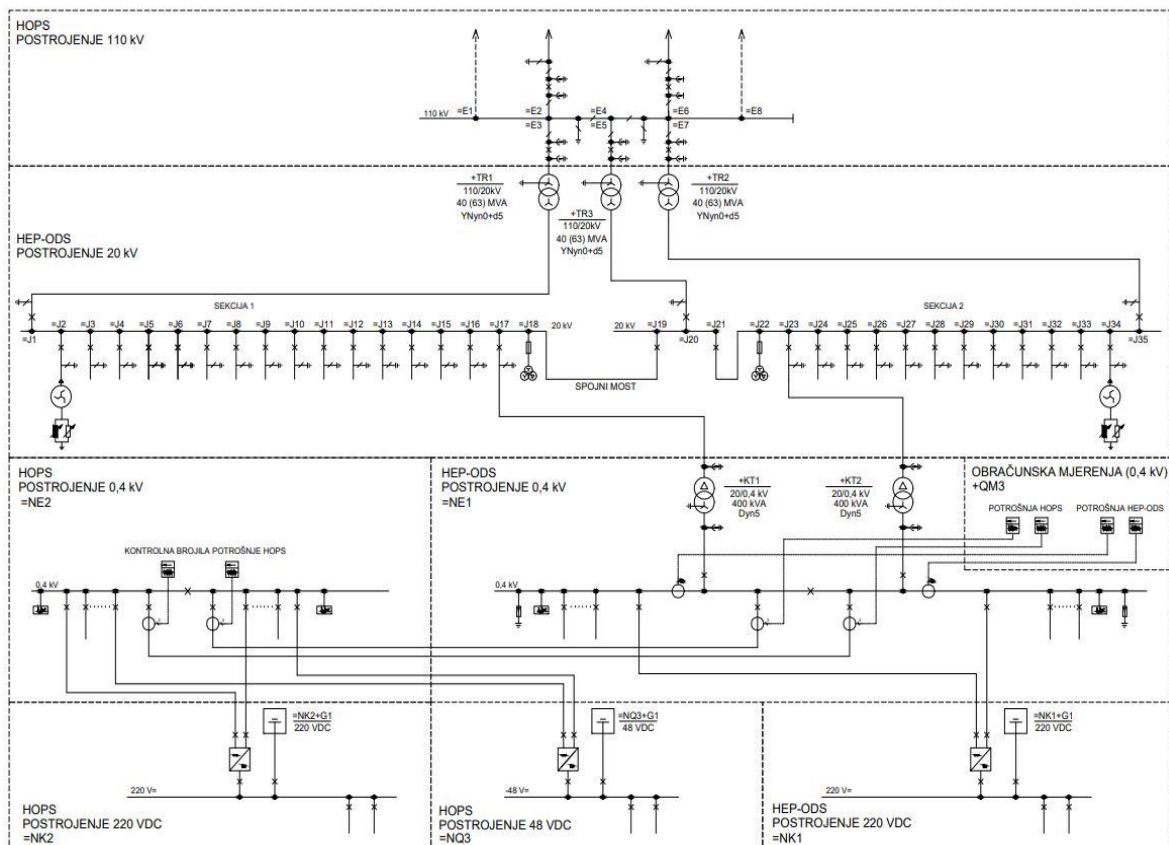 HOPS
POSTROJENJE 110 kV
110 kV
=E1
=E2
=E4
=E6
=E8
=E3
=E5
=E7
+TR1
110/20kV
40 (63) MVA
YNyn0+d5
+TR3
110/20kV
40 (63) MVA
YNyn0+d5
+TR2
110/20kV
40 (63) MVA
YNyn0+d5
HEP-ODS
POSTROJENJE 20 kV
SEKCIJA 1
SEKCIJA 2
=J1
=J2
=J3
=J4
=J5
=J6
=J7
=J8
=J9
=J10
=J11
=J12
=J13
=J14
=J15
=J16
=J17
=J18
20 kV
20 kV
=J19
=J20
=J21
=J22
=J23
=J24
=J25
=J26
=J27
=J28
=J29
=J30
=J31
=J32
=J33
=J34
=J35
SPOJNI MOST
HOPS
POSTROJENJE 0,4 kV
=NE2
KONTROLNA BROJILA POTROŠNJE HOPS
0,4 kV
HEP-ODS
POSTROJENJE 0,4 kV
=NE1
+KT1
20/0,4 kV
400 kVA
Dyn5
+KT2
20/0,4 kV
400 kVA
Dyn5
0,4 kV
OBRAČUNSKA MJERENJA (0,4 kV)
+QM3
POTROŠNJA HOPS
POTROŠNJA HEP-ODS
=NK2+G1
220 VDC
220 V=
HOPS
POSTROJENJE 220 VDC
=NK2
=NQ3+G1
48 VDC
-48 V=
HOPS
POSTROJENJE 48 VDC
=NQ3
=NK1+G1
220 VDC
220 V=
HEP-ODS
POSTROJENJE 220 VDC
=NK1